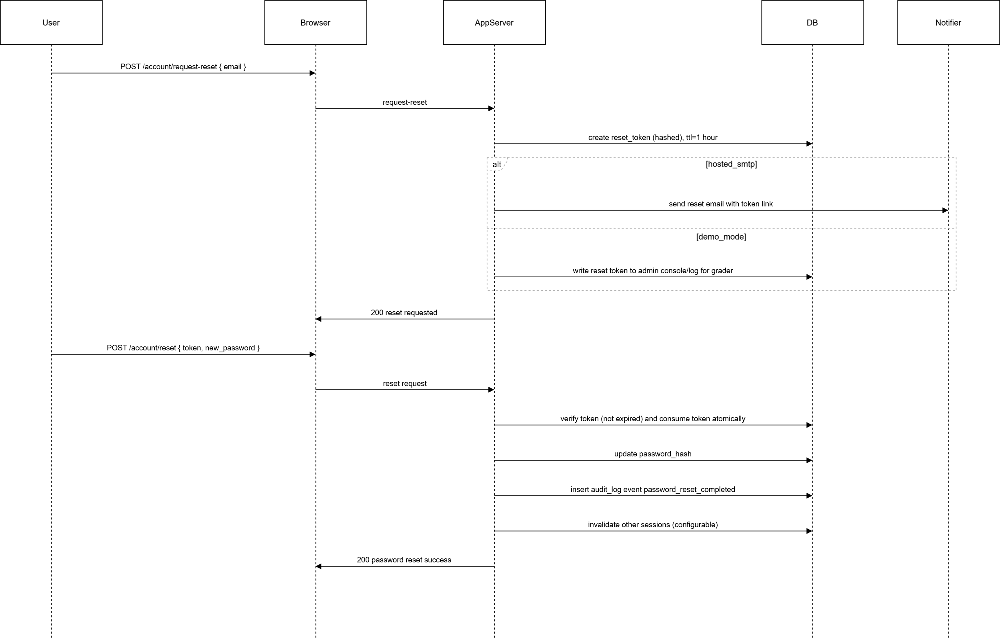 User
Browser
AppServer
DB
Notifier
POST /account/request-reset { email }
request-reset
create reset_token (hashed), ttl=1 hour
alt
[hosted_smtp]
send reset email with token link
[demo_mode]
write reset token to admin console/log for grader
200 reset requested
POST /account/reset { token, new_password }
reset request
verify token (not expired) and consume token atomically
update password_hash
insert audit_log event password_reset_completed
invalidate other sessions (configurable)
200 password reset success